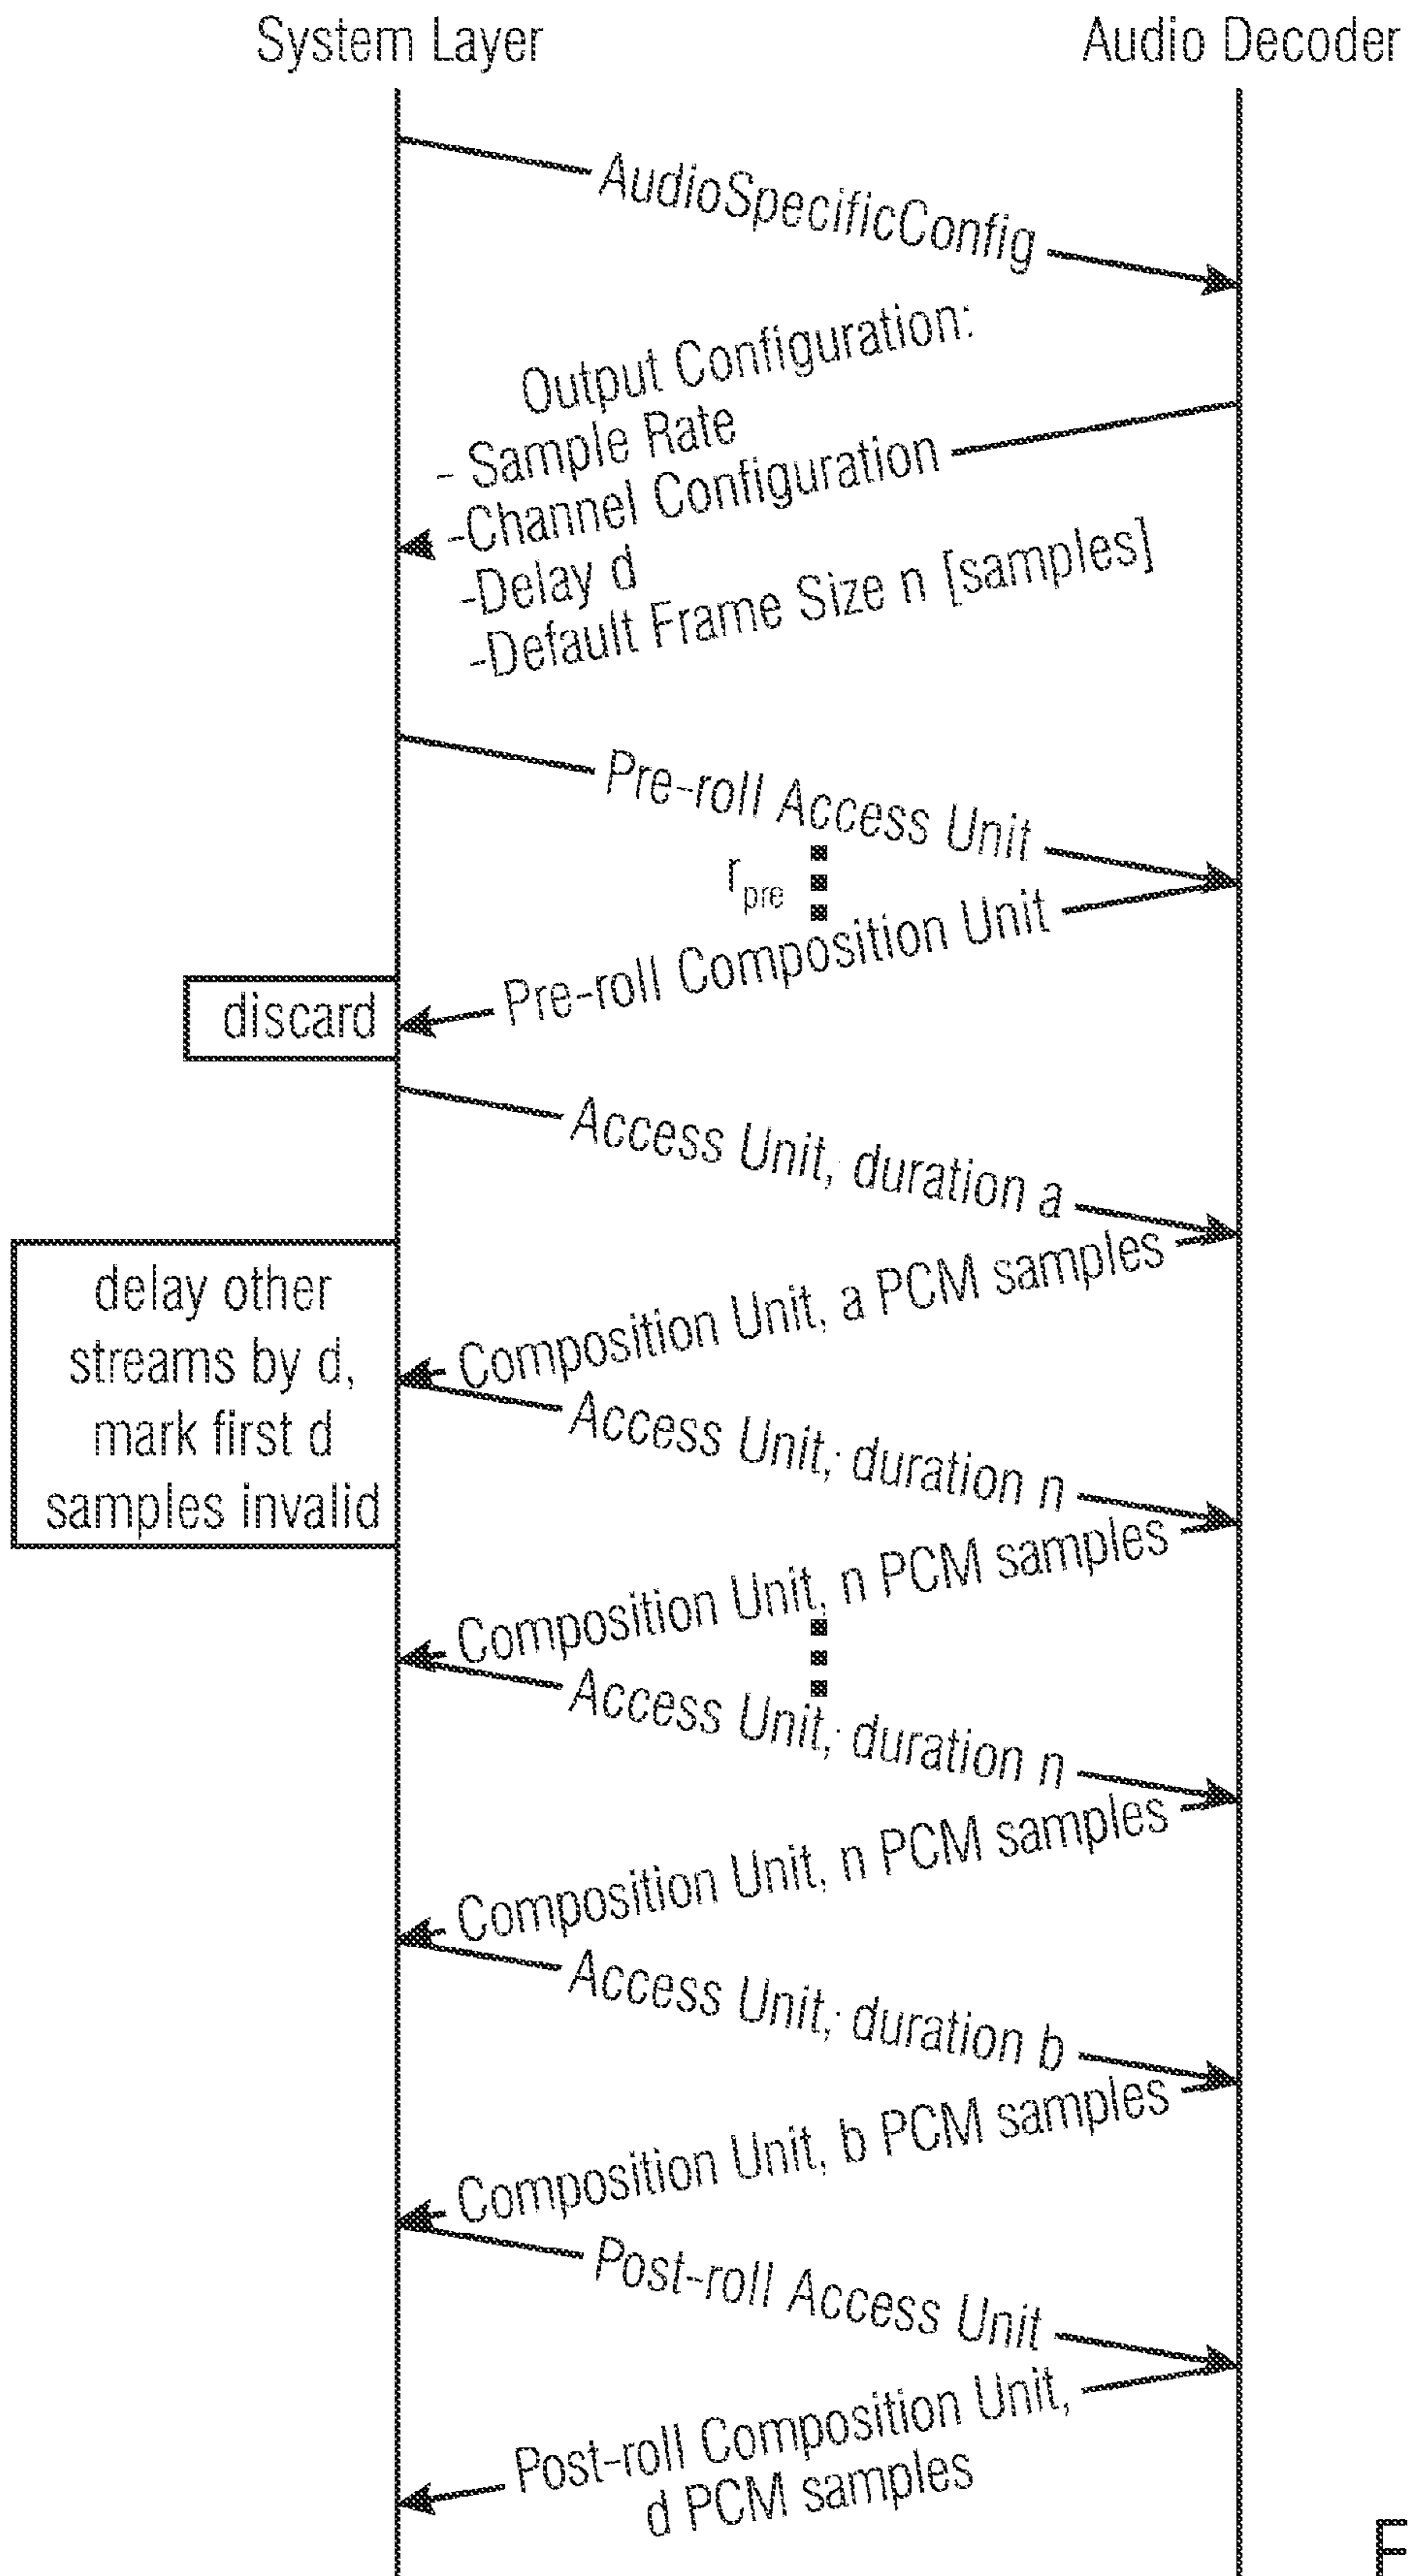 System Layer
Audio Decoder
AudioSpecificConfig
Output Configuration:
- Sample Rate
-Channel Configuration
-Delay d
-Default Frame Size n [samples]
Pre-roll Access Unit
rpre
Pre-roll Composition Unit
discard
Access Unit, duration a
Composition Unit, a PCM samples
delay other
streams by d,
mark first d
samples invalid
Access Unit, duration n
Composition Unit, n PCM samples
Access Unit, duration n
Composition Unit, n PCM samples
Access Unit, duration b
Composition Unit, b PCM samples
Post-roll Access Unit
Post-roll Composition Unit,
d PCM samples